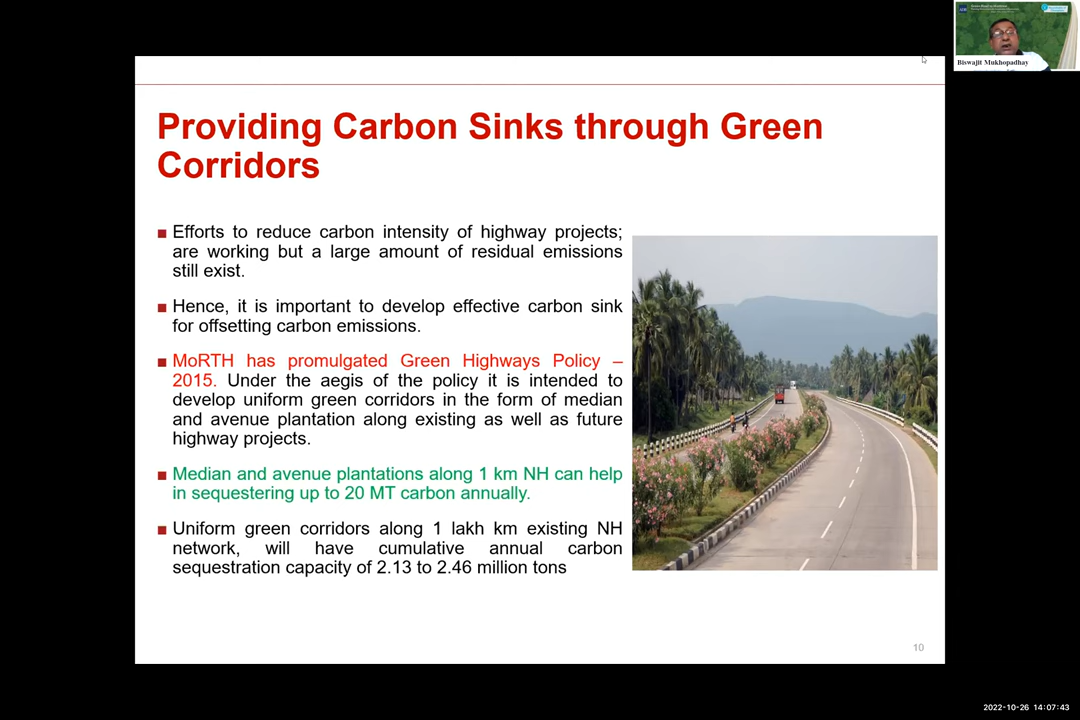 Biswajit Mukhopadhay
Providing Carbon Sinks through Green
Corridors
Efforts to reduce carbon intensity of highway projects;
are working but a large amount of residual emissions
still exist.
Hence, it is important to develop effective carbon sink
for offsetting carbon emissions.
MoRTH has promulgated Green Highways Policy –
2015. Under the aegis of the policy it is intended to
develop uniform green corridors in the form of median
and avenue plantation along existing as well as future
highway projects.
Median and avenue plantations along 1 km NH can help
in sequestering up to 20 MT carbon annually.
Uniform green corridors along 1 lakh km existing NH
network, will have cumulative annual carbon
sequestration capacity of 2.13 to 2.46 million tons
10
2022-10-26 14:07:43